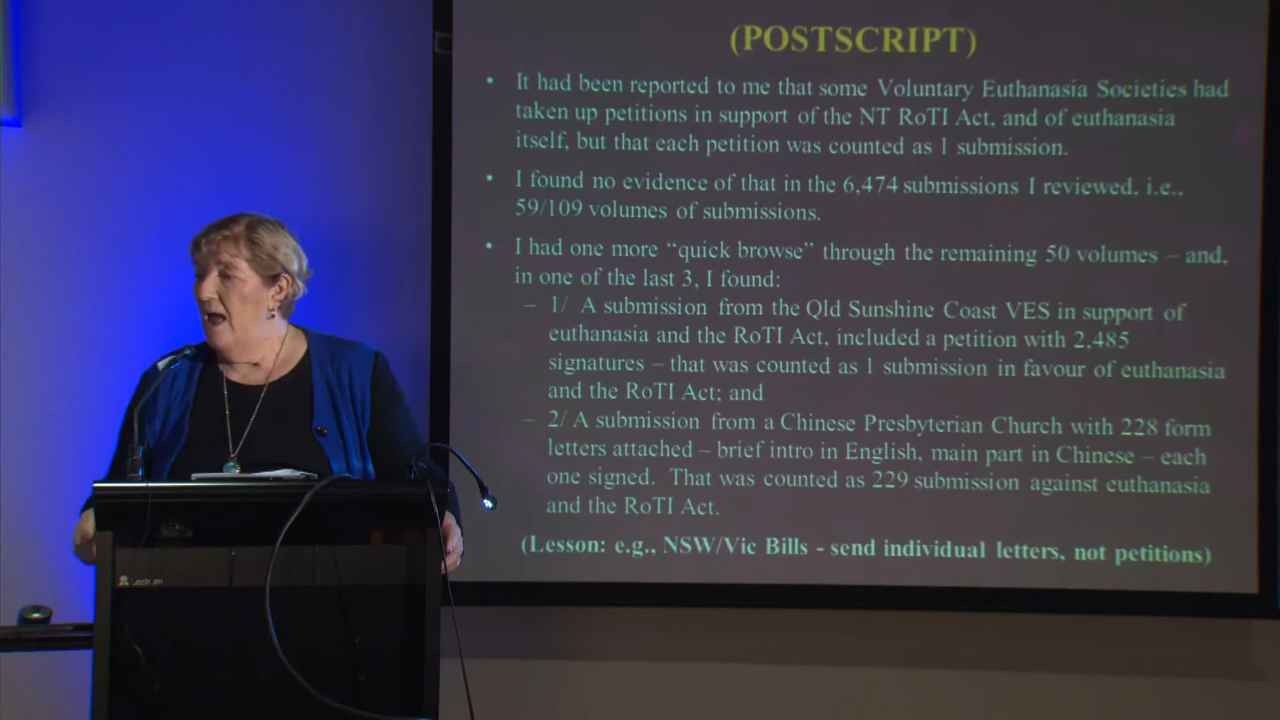 (POSTSCRIPT)
• It had been reported to me that some Voluntary Euthanasia Societies had
taken up petitions in support of the NT RoTI Act, and of euthanasia
itself, but that each petition was counted as 1 submission.
• I found no evidence of that in the 6,474 submissions I reviewed, i.e.,
59/109 volumes of submissions.
• I had one more “quick browse” through the remaining 50 volumes – and,
in one of the last 3, I found:
– 1/ A submission from the Qld Sunshine Coast VES in support of
euthanasia and the RoTI Act, included a petition with 2,485
signatures – that was counted as 1 submission in favour of euthanasia
and the RoTI Act; and
– 2/ A submission from a Chinese Presbyterian Church with 228 form
letters attached – brief intro in English, main part in Chinese – each
one signed. That was counted as 229 submission against euthanasia
and the RoTI Act.
(Lesson: e.g., NSW/Vic Bills - send individual letters, not petitions)